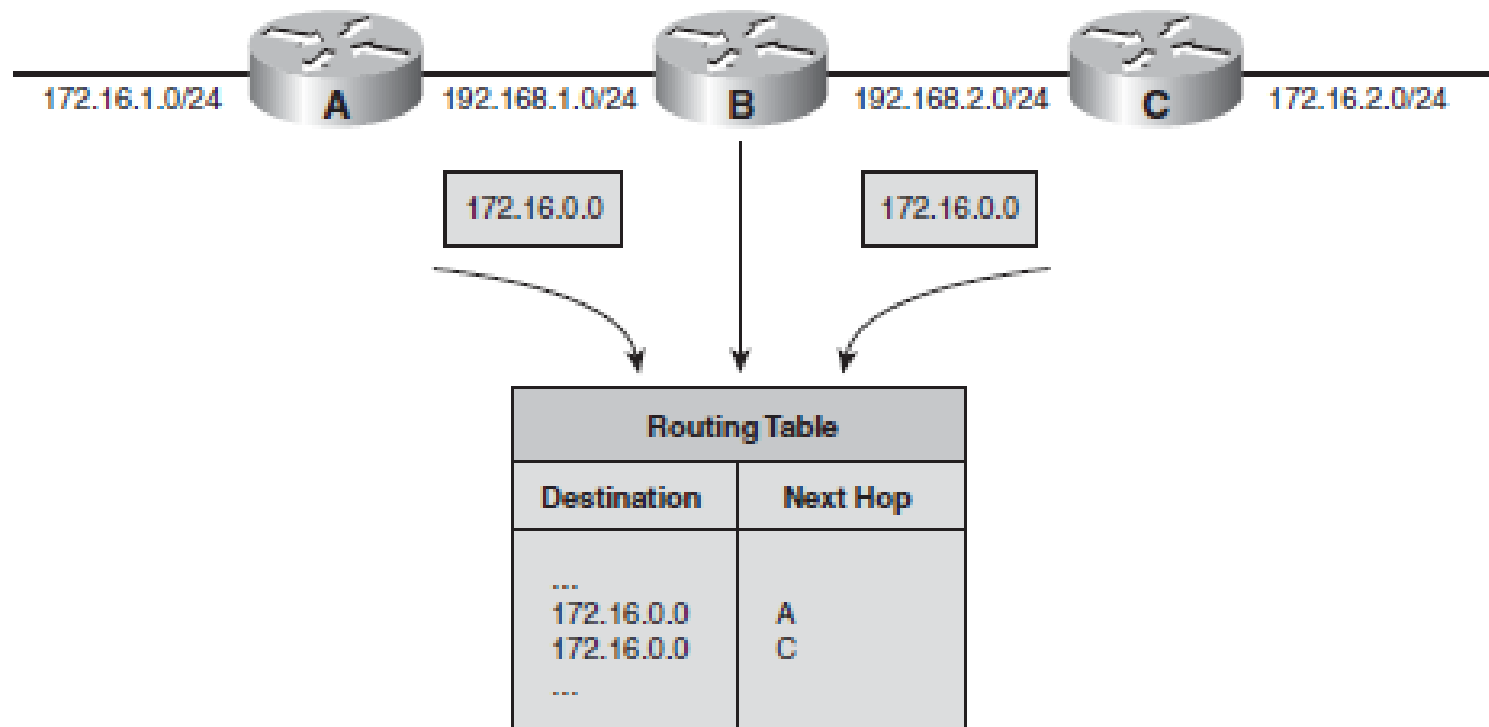 A
B
C
172.16.1.0/24
192.168.1.0/24
192.168.2.0/24
172.16.2.0/24
172.16.0.0
172.16.0.0
Routing Table
Destination Next Hop
...
172.16.0.0 A
172.16.0.0 C
...